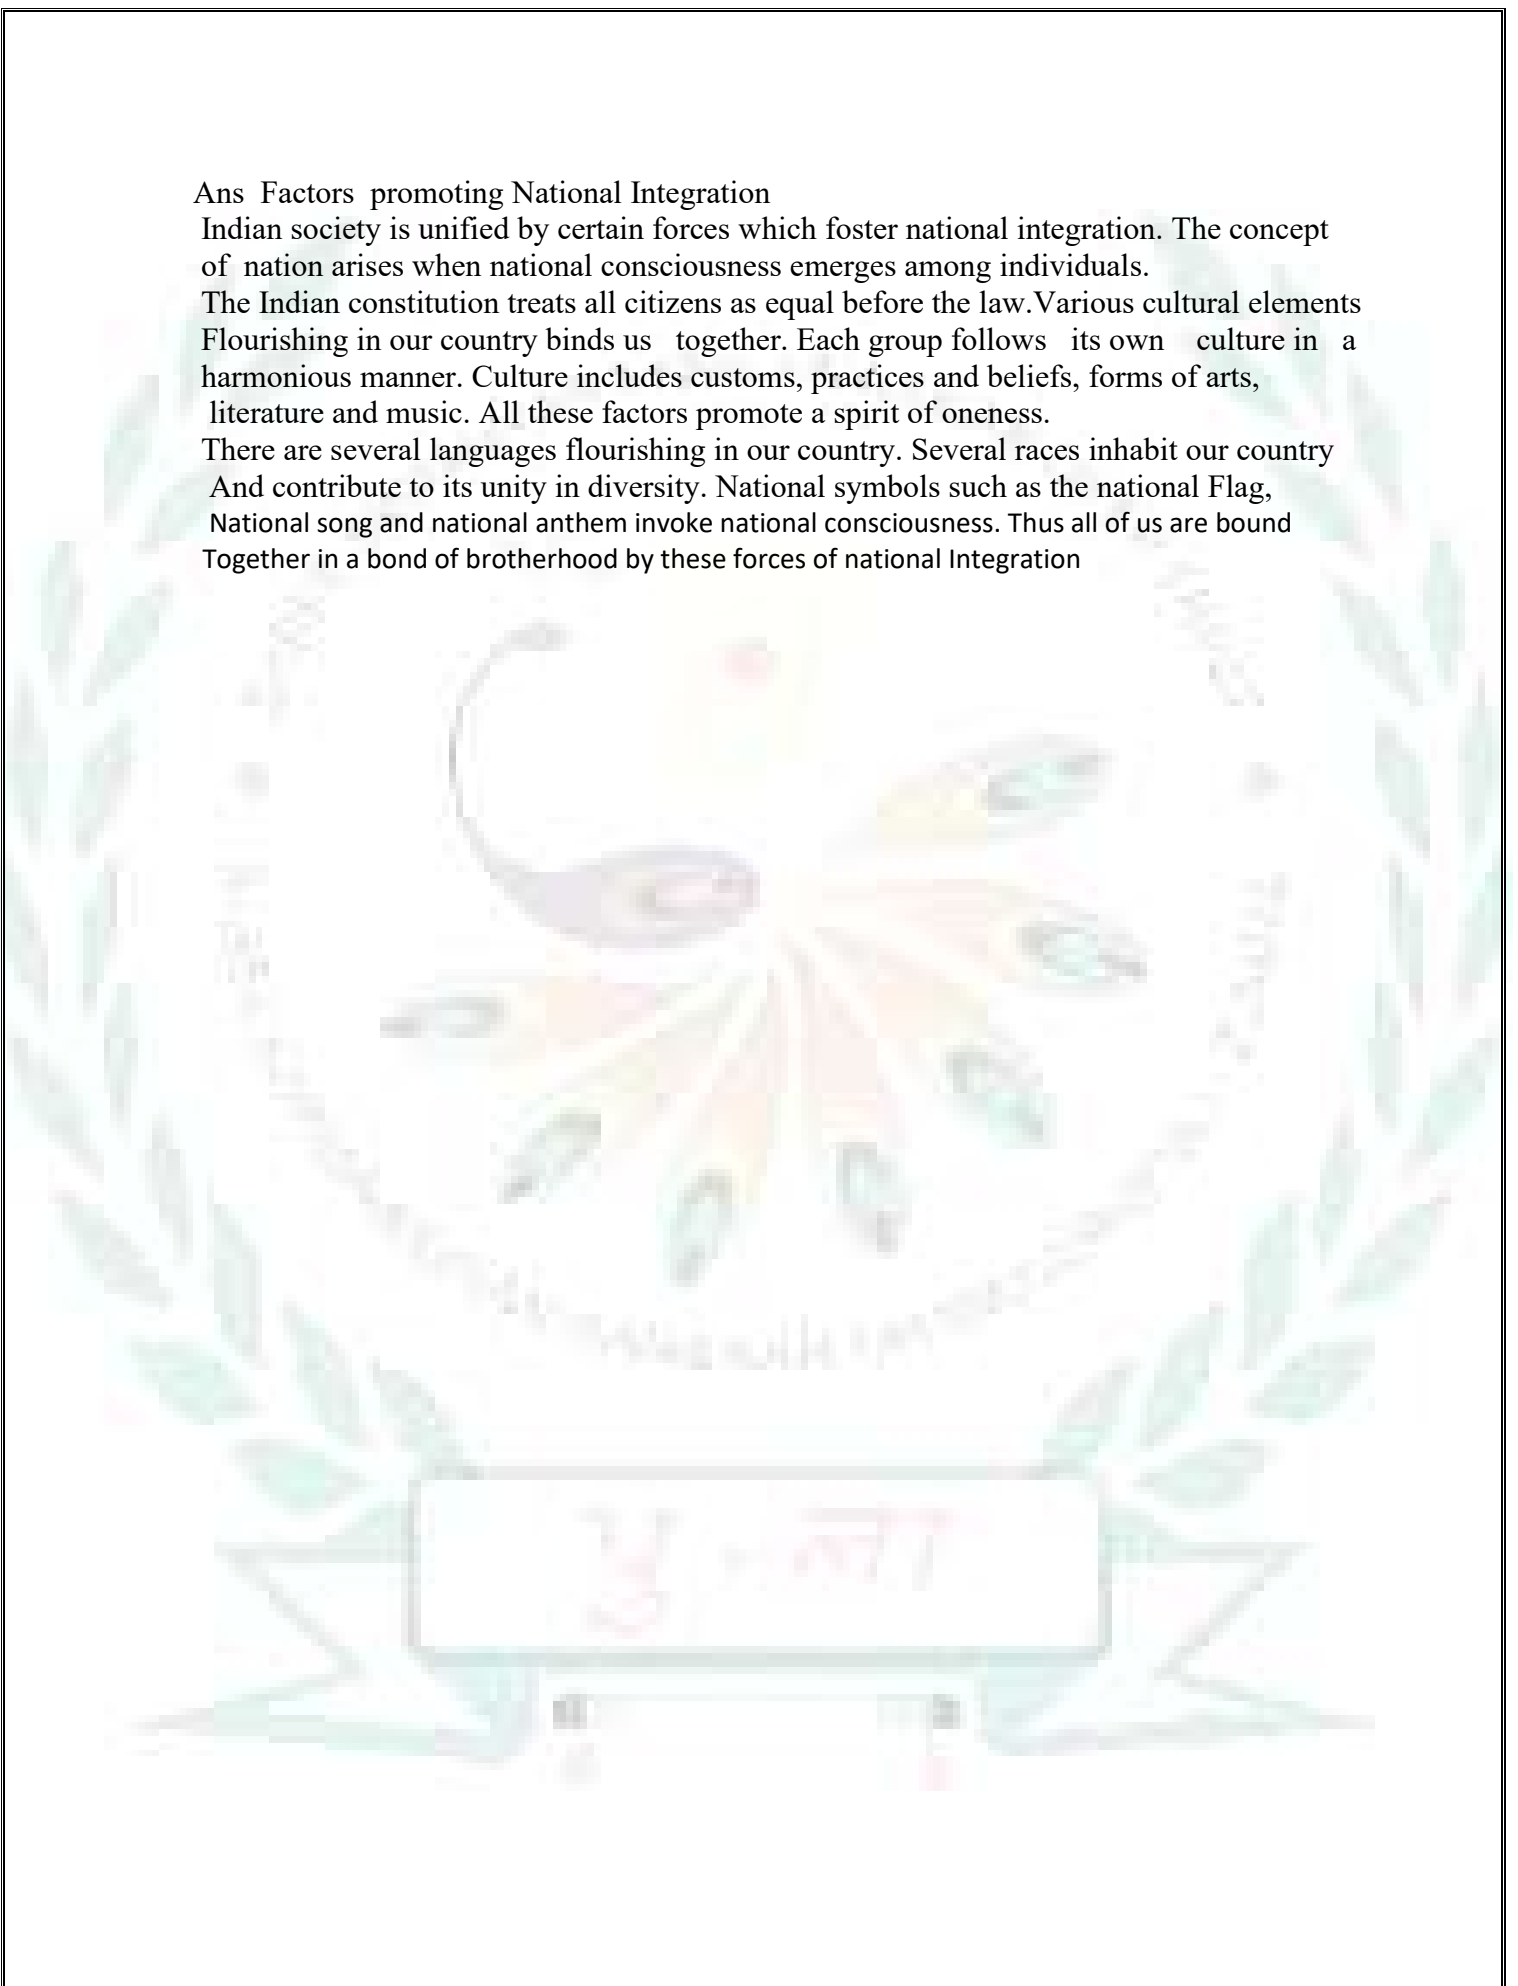 Ans Factors promoting National Integration
Indian society is unified by certain forces which foster national integration. The concept
of nation arises when national consciousness emerges among individuals.
The Indian constitution treats all citizens as equal before the law.Various cultural elements
Flourishing in our country binds us together. Each group follows its own culture in a
harmonious manner. Culture includes customs, practices and beliefs, forms of arts,
literature and music. All these factors promote a spirit of oneness.
There are several languages flourishing in our country. Several races inhabit our country
And contribute to its unity in diversity. National symbols such as the national Flag,
National song and national anthem invoke national consciousness. Thus all of us are bound
Together in a bond of brotherhood by these forces of national Integration